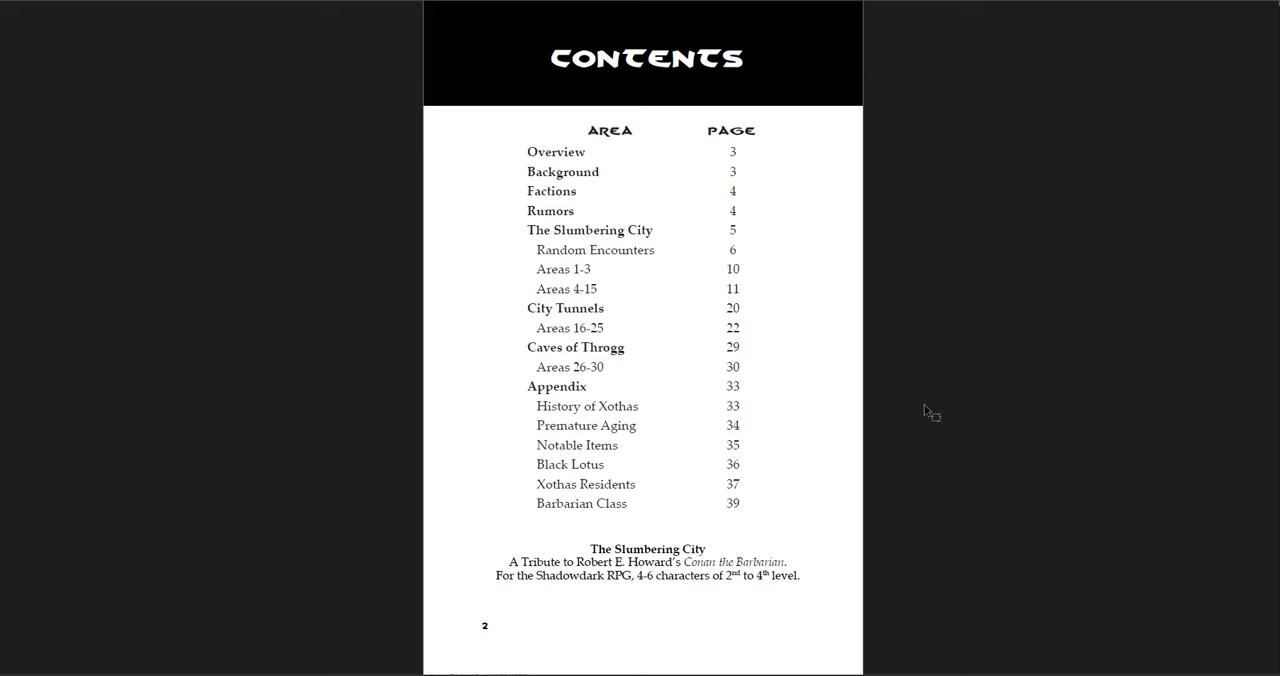 CONTENTS
AREA PAGE
Overview 3
Background 3
Factions 4
Rumors 4
The Slumbering City 5
Random Encounters 6
Areas 1-3 10
Areas 4-15 11
City Tunnels 20
Areas 16-25 22
Caves of Throgg 29
Areas 26-30 30
Appendix 33
History of Xothas 33
Premature Aging 34
Notable Items 35
Black Lotus 36
Xothas Residents 37
Barbarian Class 39
The Slumbering City
A Tribute to Robert E. Howard's Conan the Barbarian.
For the Shadowdark RPG, 4-6 characters of 2nd to 4th level.
2